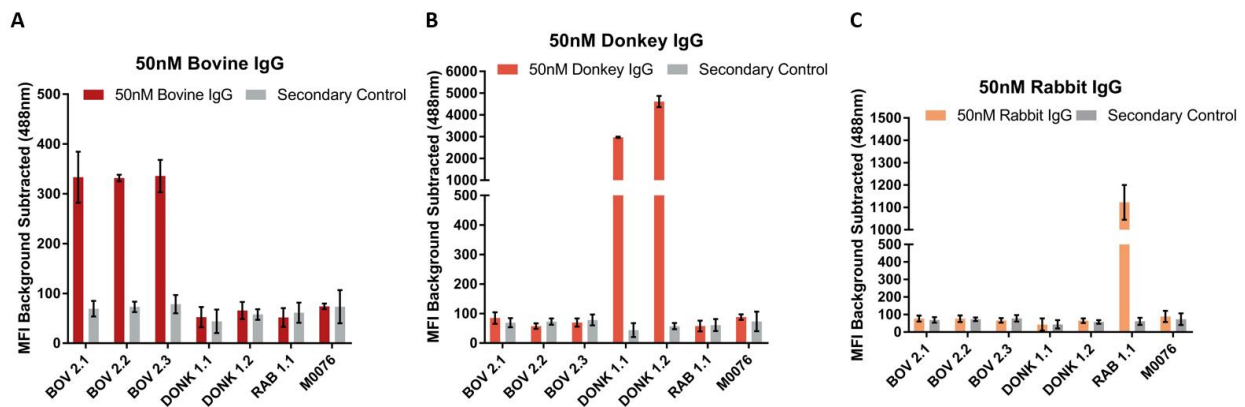 A
50nM Bovine IgG
50nM Bovine IgG Secondary Control
MFI Background Subtracted (488nm)
500
400
300
200
100
0
BOV 2.1
BOV 2.2
BOV 2.3
DONK 1.1
DONK 1.2
RAB 1.1
M0076
B
50nM Donkey IgG
50nM Donkey IgG Secondary Control
MFI Background Subtracted (488nm)
6000
5000
4000
3000
2000
1000
500
400
300
200
100
0
BOV 2.1
BOV 2.2
BOV 2.3
DONK 1.1
DONK 1.2
RAB 1.1
M0076
C
50nM Rabbit IgG
50nM Rabbit IgG Secondary Control
MFI Background Subtracted (488nm)
1500
1400
1300
1200
1100
1000
500
400
300
200
100
0
BOV 2.1
BOV 2.2
BOV 2.3
DONK 1.1
DONK 1.2
RAB 1.1
M0076